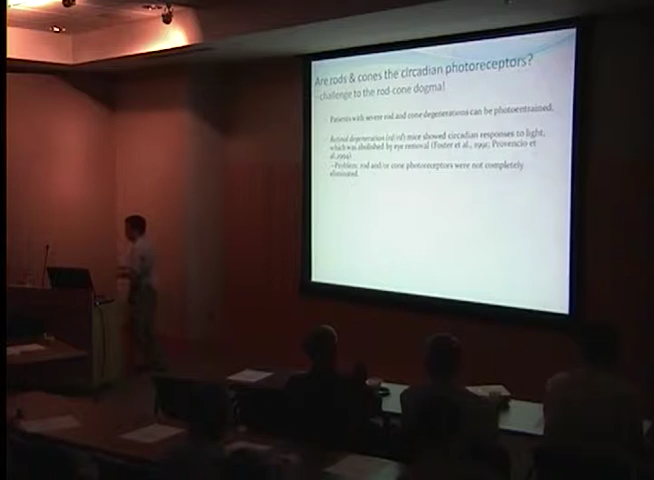 Are rods & cones the circadian photoreceptors?
--challenge to the rod-cone dogma!
Patients with severe rod and cone degenerations can be photoentrained.
Retinal degeneration (rd/rd) mice showed circadian responses to light,
which was abolished by eye removal (Foster et al., 1991; Provencio et
al., 1994)
--Problem: rod and/or cone photoreceptors were not completely
eliminated.